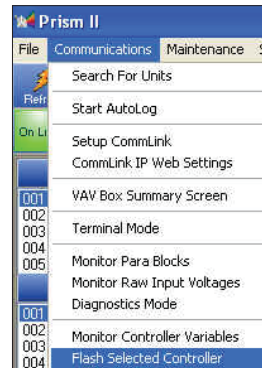 Prism II
File Communications Maintenance
Search For Units
Refr
Start AutoLog
On Li
Setup CommLink
CommLink IP Web Settings
VAV Box Summary Screen
001
002
003
004
005
Terminal Mode
Monitor Para Blocks
Monitor Raw Input Voltages
Diagnostics Mode
001
002
003
004
Monitor Controller Variables
Flash Selected Controller